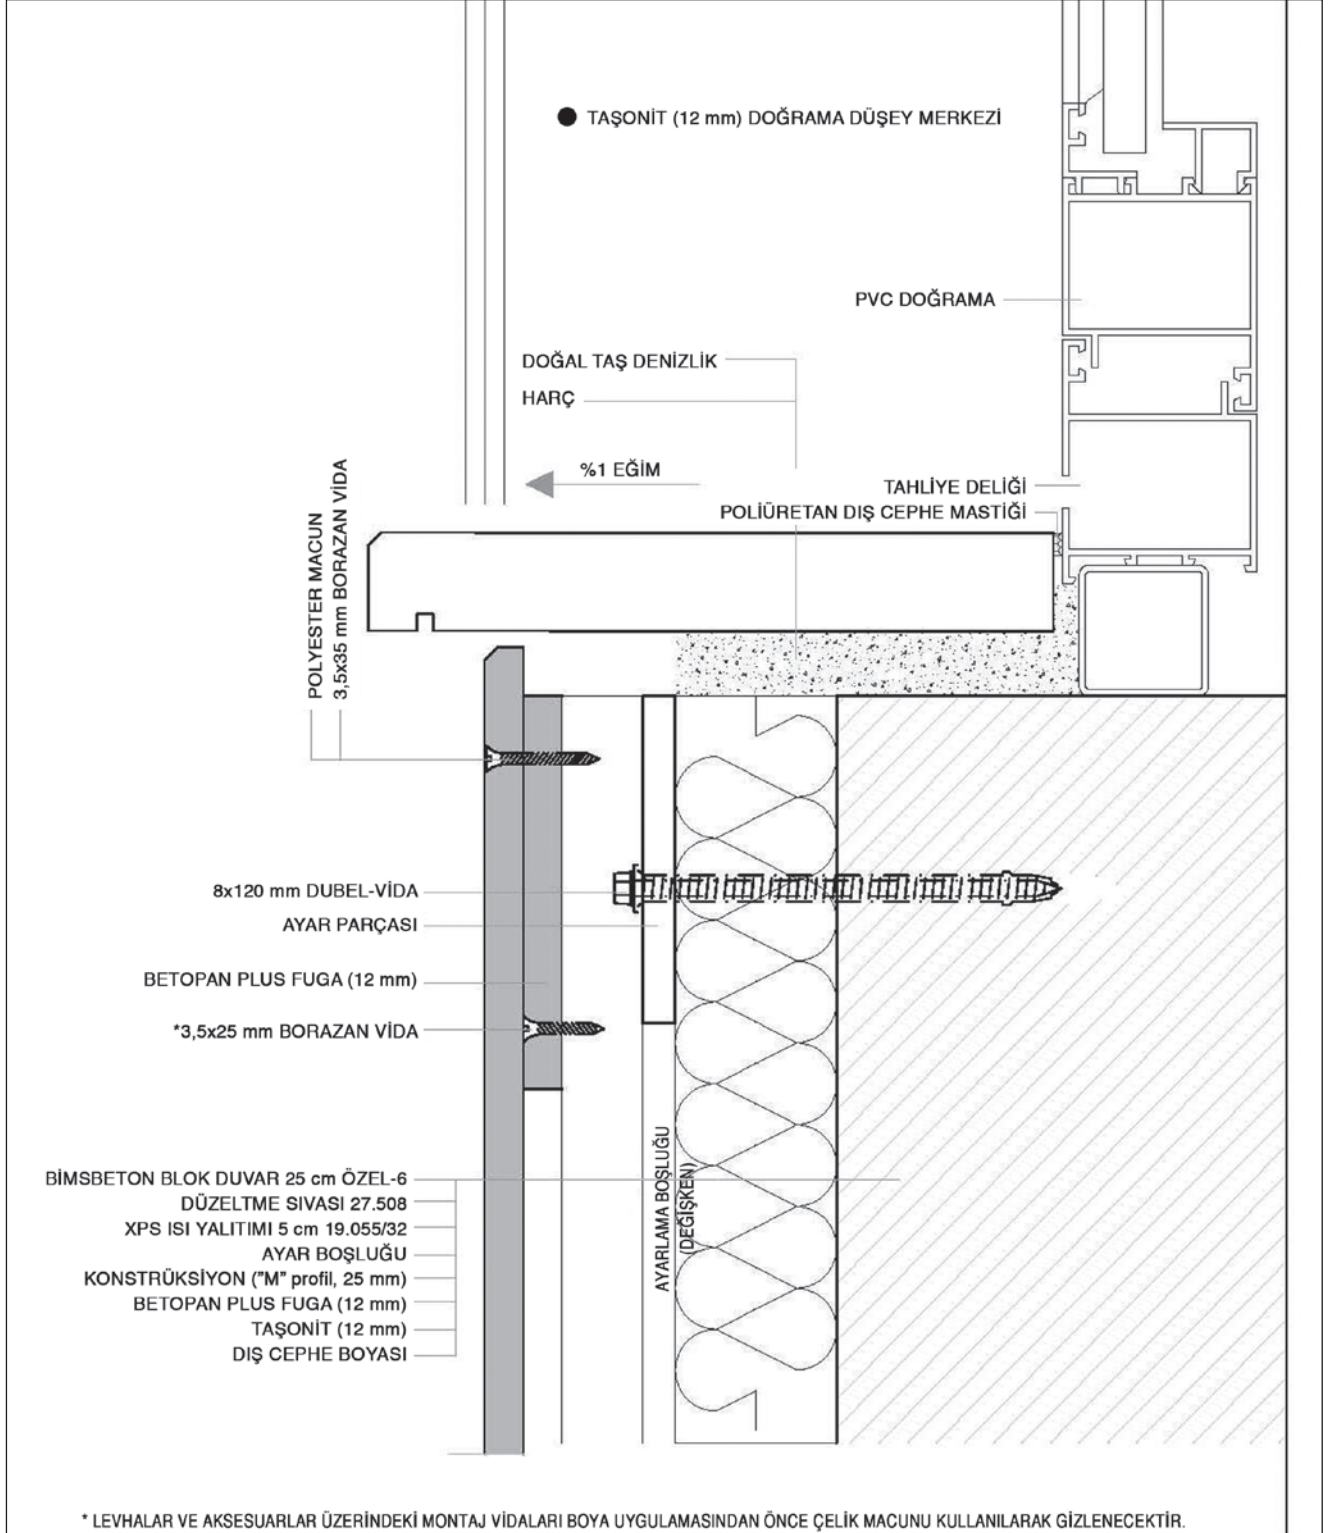 TAŞONİT (12 mm) DOĞRAMA DÜŞEY MERKEZİ
PVC DOĞRAMA
DOĞAL TAŞ DENİZLİK
HARÇ
%1 EĞİM
TAHLİYE DELİĞİ
POLİÜRETAN DIŞ CEPHE MASTİĞİ
POLYESTER MACUN
3,5x35 mm BORAZAN VİDA
8x120 mm DUBEL-VİDA
AYAR PARÇASI
BETOPAN PLUS FUGA (12 mm)
*3,5x25 mm BORAZAN VİDA
AYARLAMA BOŞLUĞU
(DEĞİŞKEN)
BİMSBETON BLOK DUVAR 25 cm ÖZEL-6
DÜZELTME SIVASI 27.508
XPS ISI YALITIMI 5 cm 19.055/32
AYAR BOŞLUĞU
KONSTRÜKSİYON ("M" profil, 25 mm)
BETOPAN PLUS FUGA (12 mm)
TAŞONİT (12 mm)
DIŞ CEPHE BOYASI
* LEVHALAR VE AKSESUARLAR ÜZERİNDEKİ MONTAJ VİDALARI BOYA UYGULAMASINDAN ÖNCE ÇELİK MACUNU KULLANILARAK GİZLENECEKTİR.